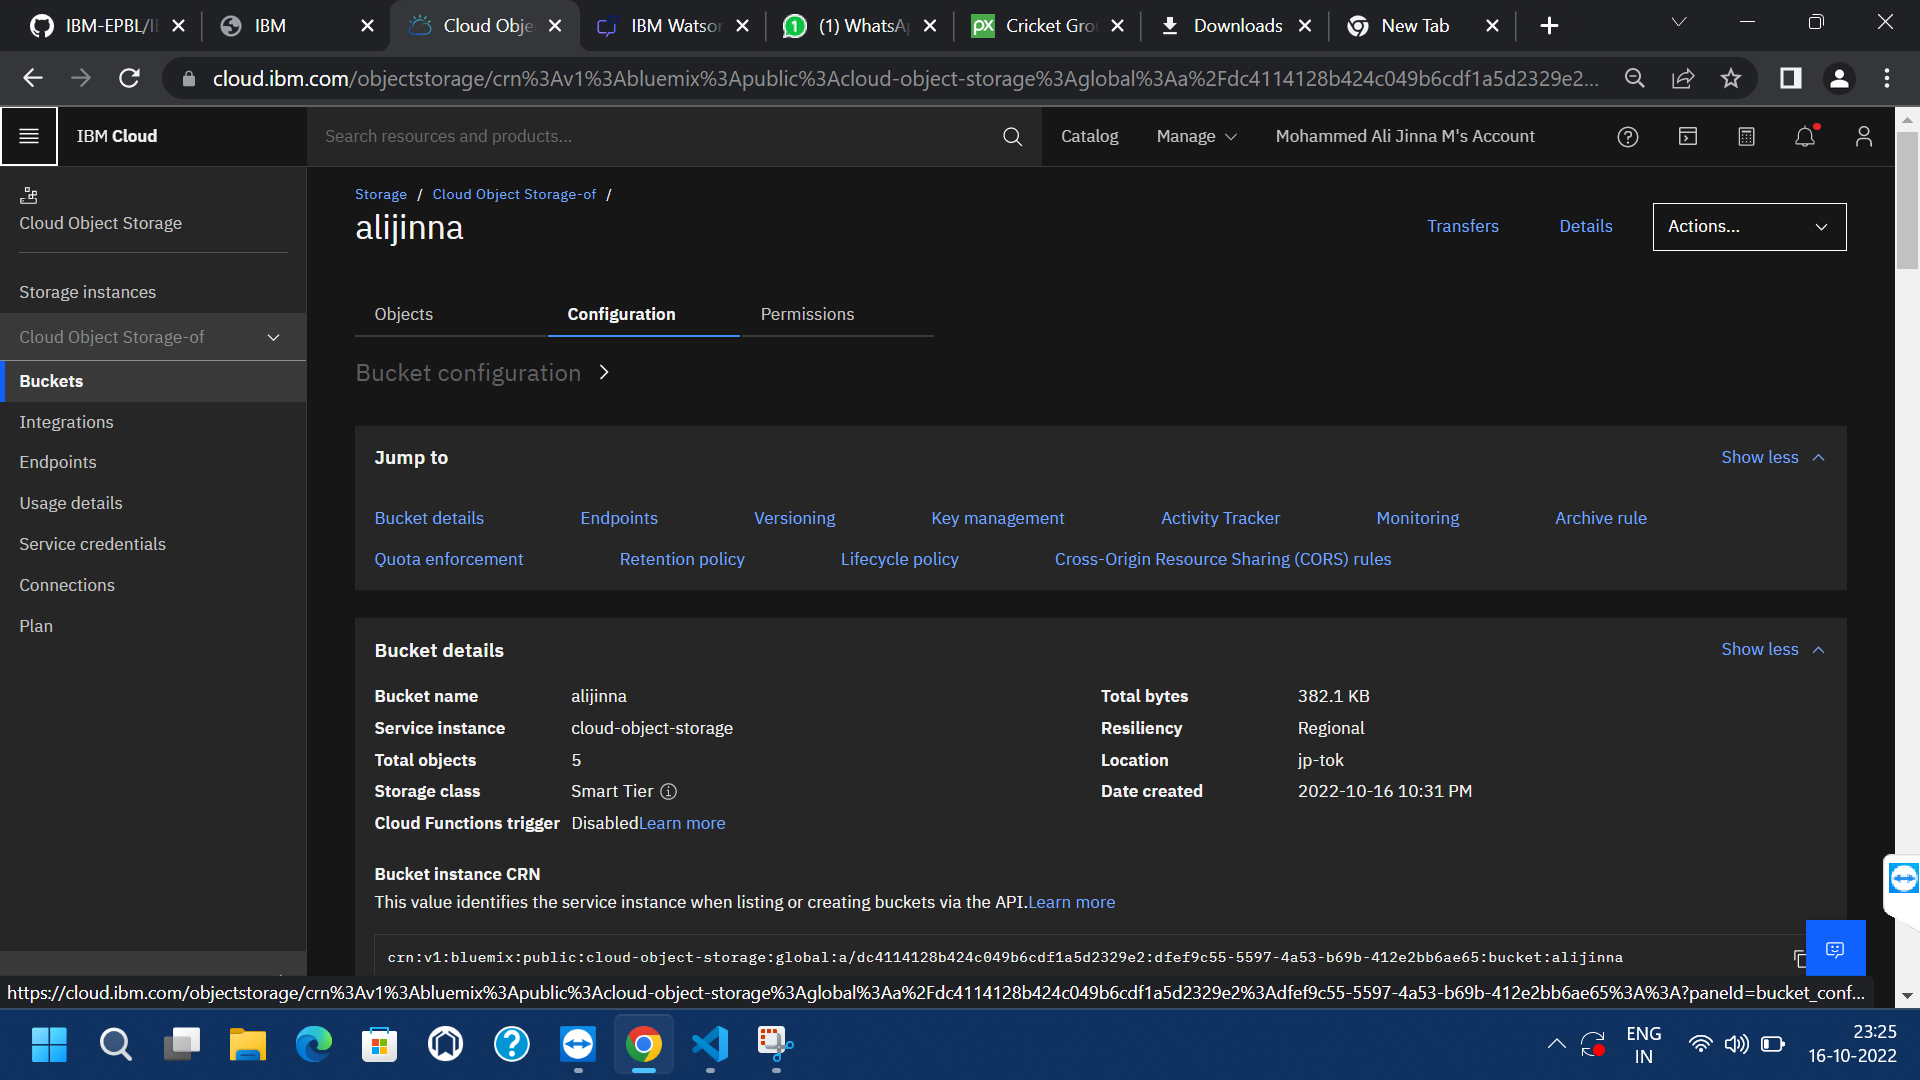 IBM-EPBL/I
IBM
Cloud Obje
IBM Watson
(1) WhatsAp
Cricket Gro
Downloads
New Tab
cloud.ibm.com/objectstorage/crn%3Av1%3Abluemix%3Apublic%3Acloud-object-storage%3Aglobal%3Aa%2Fdc4114128b424c049b6cdf1a5d2329e2...
IBM Cloud
Search resources and products...
Catalog
Manage
Mohammed Ali Jinna M's Account
Cloud Object Storage
Storage instances
Cloud Object Storage-of
Buckets
Integrations
Endpoints
Usage details
Service credentials
Connections
Plan
Storage / Cloud Object Storage-of /
alijinna
Transfers
Details
Actions...
Objects
Configuration
Permissions
Bucket configuration
Jump to
Show less
Bucket details
Endpoints
Versioning
Key management
Activity Tracker
Monitoring
Archive rule
Quota enforcement
Retention policy
Lifecycle policy
Cross-Origin Resource Sharing (CORS) rules
Bucket details
Show less
Bucket name alijinna
Service instance cloud-object-storage
Total objects 5
Storage class Smart Tier
Cloud Functions trigger DisabledLearn more
Total bytes 382.1 KB
Resiliency Regional
Location jp-tok
Date created 2022-10-16 10:31 PM
Bucket instance CRN
This value identifies the service instance when listing or creating buckets via the API.Learn more
crn:v1:bluemix:public:cloud-object-storage:global:a/dc4114128b424c049b6cdf1a5d2329e2:dfef9c55-5597-4a53-b69b-412e2bb6ae65:bucket:alijinna
https://cloud.ibm.com/objectstorage/crn%3Av1%3Abluemix%3Apublic%3Acloud-object-storage%3Aglobal%3Aa%2Fdc4114128b424c049b6cdf1a5d2329e2%3Adfef9c55-5597-4a53-b69b-412e2bb6ae65%3A%3A?paneId=bucket_conf...
ENG
IN
23:25
16-10-2022